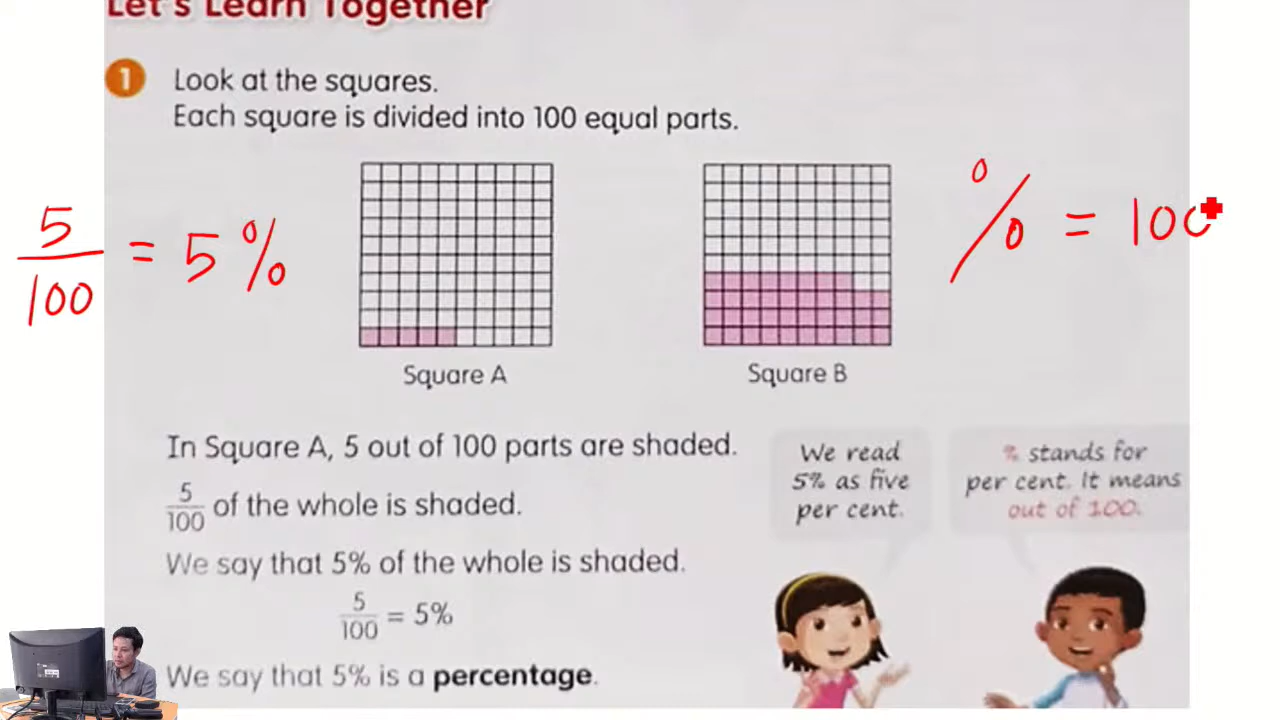 Let's Learn Together
1 Look at the squares.
Each square is divided into 100 equal parts.
5/100 = 5%
% = 100
Square A
Square B
In Square A, 5 out of 100 parts are shaded.
5/100 of the whole is shaded.
We say that 5% of the whole is shaded.
5/100 = 5%
We say that 5% is a percentage.
We read
5% as five
per cent.
% stands for
per cent. It means
out of 100.